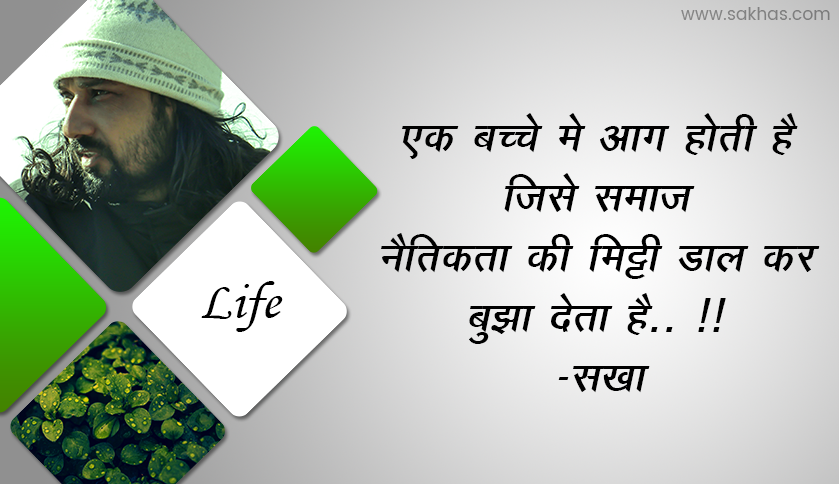 www.sakhas.com
एक बच्चे मे आग होती है
जिसे समाज
नैतिकता की मिट्टी डाल कर
बुझा देता है.. !!
-सखा
Life